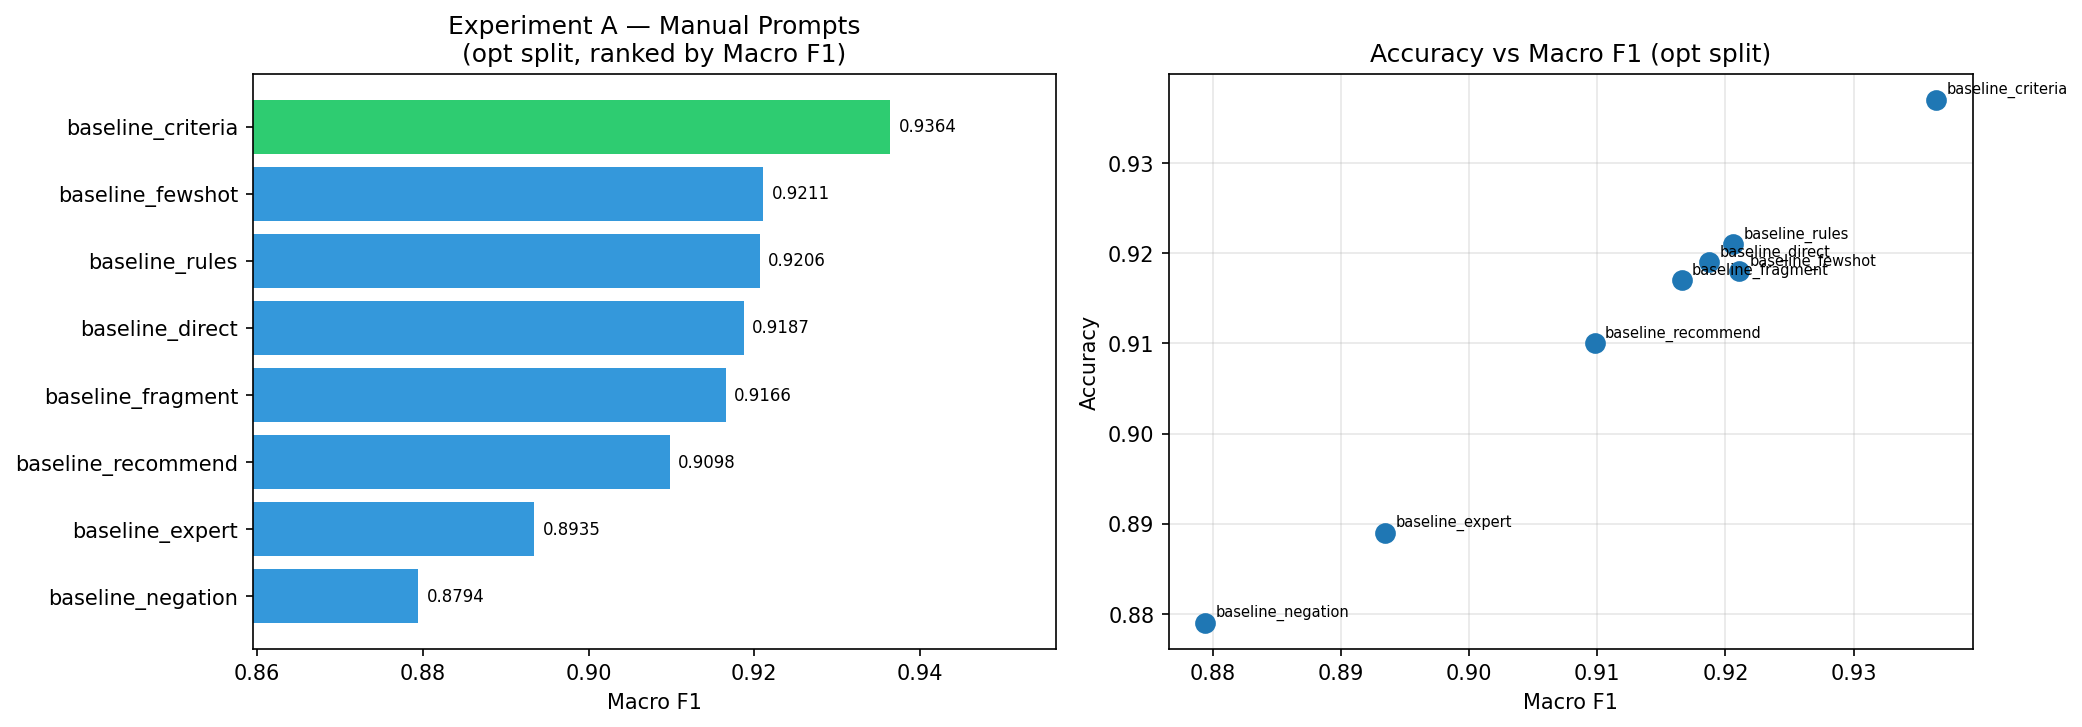 Experiment A — Manual Prompts
(opt split, ranked by Macro F1)
baseline_criteria
0.9364
baseline_fewshot
0.9211
baseline_rules
0.9206
baseline_direct
0.9187
baseline_fragment
0.9166
baseline_recommend
0.9098
baseline_expert
0.8935
baseline_negation
0.8794
0.86 0.88 0.90 0.92 0.94
Macro F1
Accuracy vs Macro F1 (opt split)
Accuracy
0.93
0.92
0.91
0.90
0.89
0.88
baseline_criteria
baseline_rules
baseline_direct
baseline_fewshot
baseline_fragment
baseline_recommend
baseline_expert
baseline_negation
0.88 0.89 0.90 0.91 0.92 0.93
Macro F1